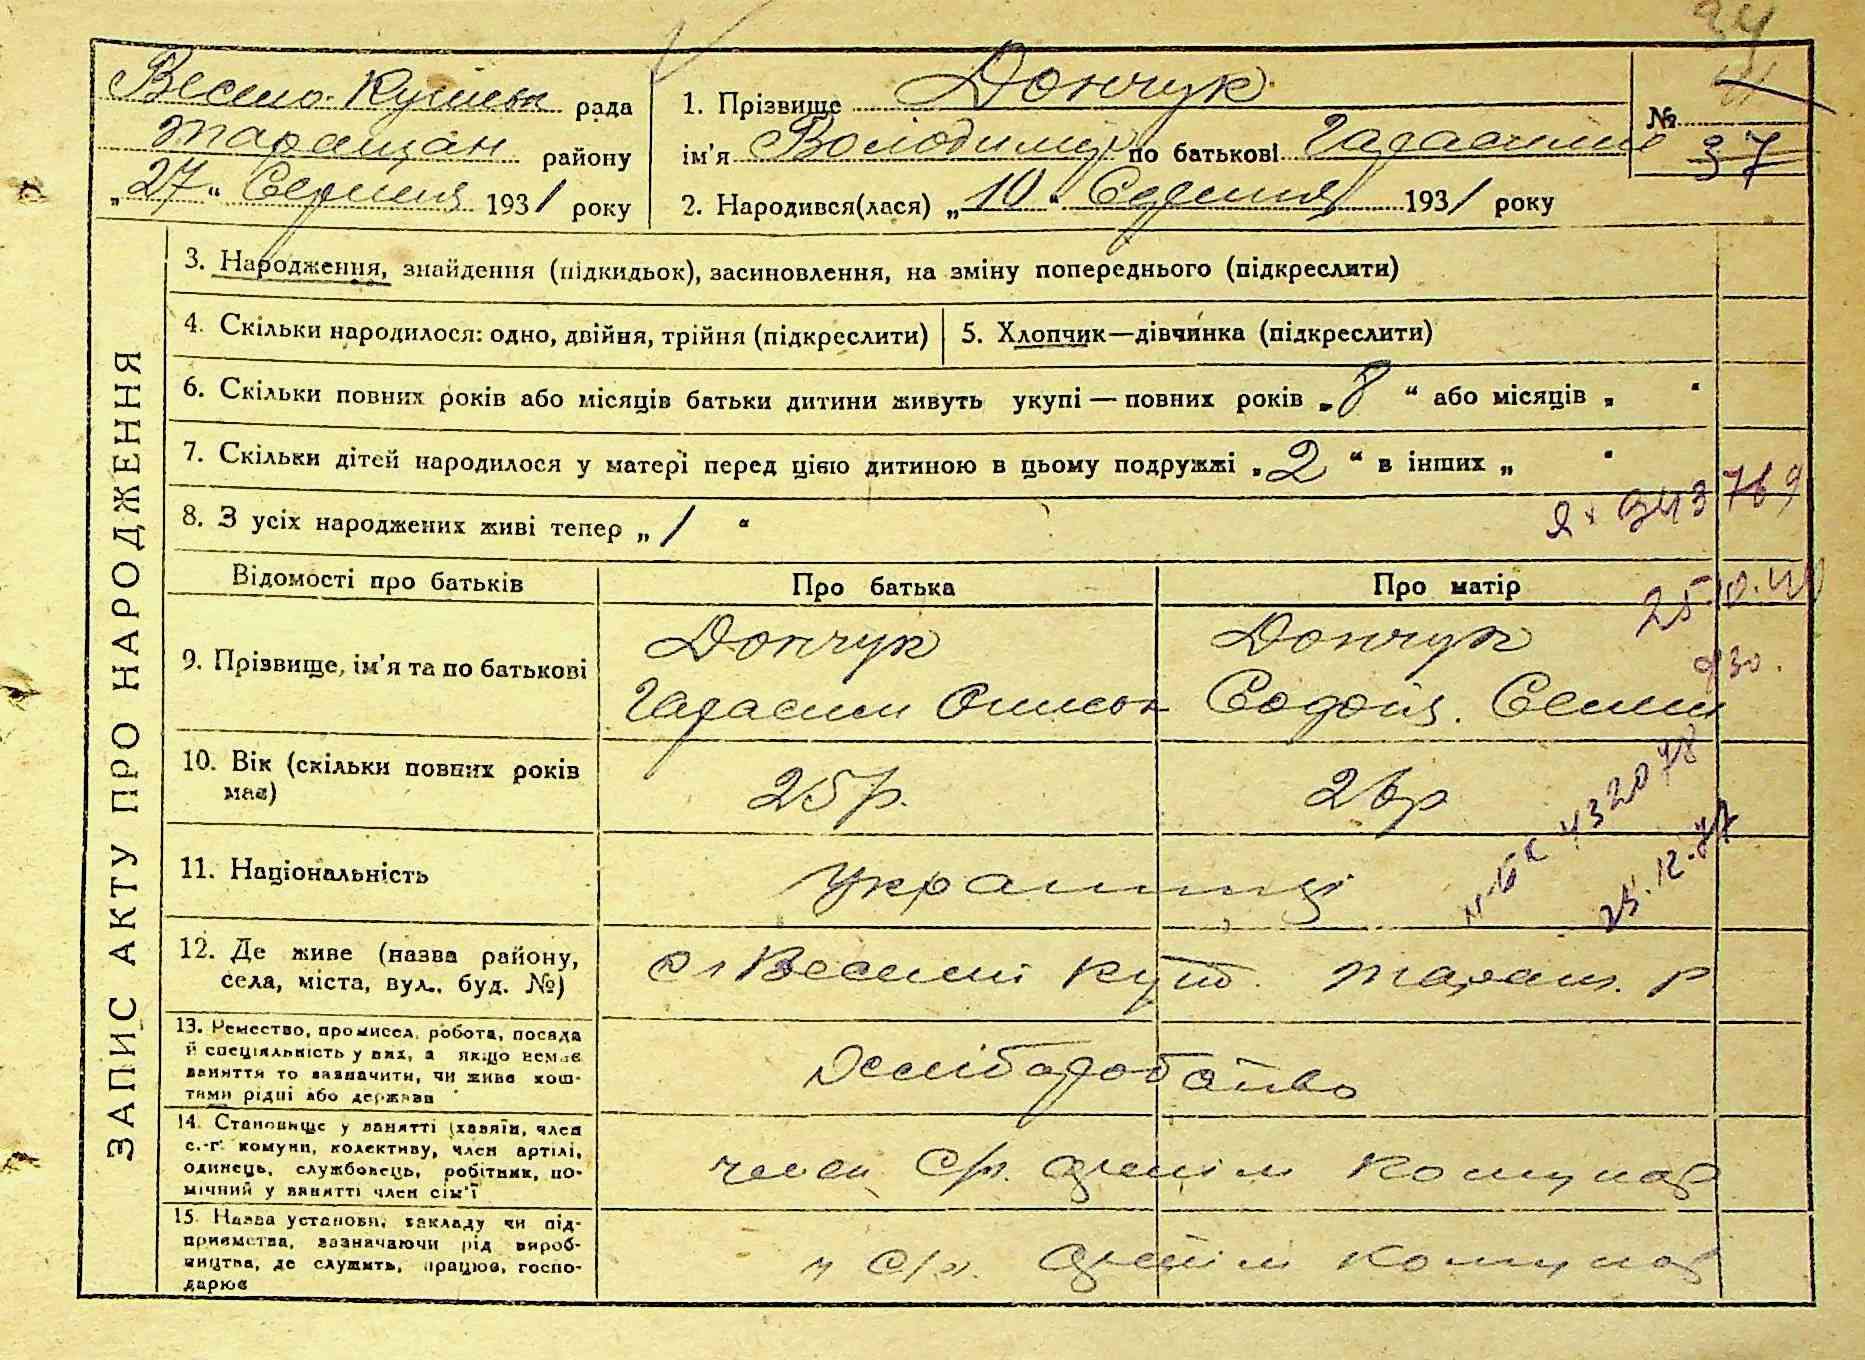 Весело-Кутськ рада
Таращан району
„27“ Серпня 1931 року
1. Прізвище Дончук
ім'я Володимир по батькові Гарасимів
2. Народився(лася) „10“ Серпня 1931 року
№
37
ЗАПИС АКТУ ПРО НАРОДЖЕННЯ
3. Народження, знайдення (підкидьок), засиновлення, на зміну попереднього (підкреслити)
4. Скільки народилося: одно, двійня, трійня (підкреслити)
5. Хлопчик—дівчинка (підкреслити)
6. Скільки повних років або місяців батьки дитини живуть укупі — повних років „8“ або місяців „ “
7. Скільки дітей народилося у матері перед цією дитиною в цьому подружжі „2“ в інших „ “
8. З усіх народжених живі тепер „1“
Відомості про батьків
Про батька
Про матір
9. Прізвище, ім'я та по батькові
Дончук
Гарасим
Дончук
10. Вік (скільки повних років має)
25 р.
26 р
11. Національність
Українці
12. Де живе (назва району, села, міста, вул., буд. №)
с. Веселий Кут. Таращ. р
13. Ремество, промисел, робота, посада й спеціяльність у них, а якщо немає заняття то зазначити, чи живе коштами рідні або держави
Хліборобство
14. Становище у занятті (хазяїн, член с.-г. комуни, колективу, член артілі, одинець, службовець, робітник, помічний у занятті член сім'ї
член с/г. артілі Комунар
15. Назва установи, закладу чи підприємства, зазначаючи рід виробництва, де служить, працює, господарює
с/г. артілі Комунар